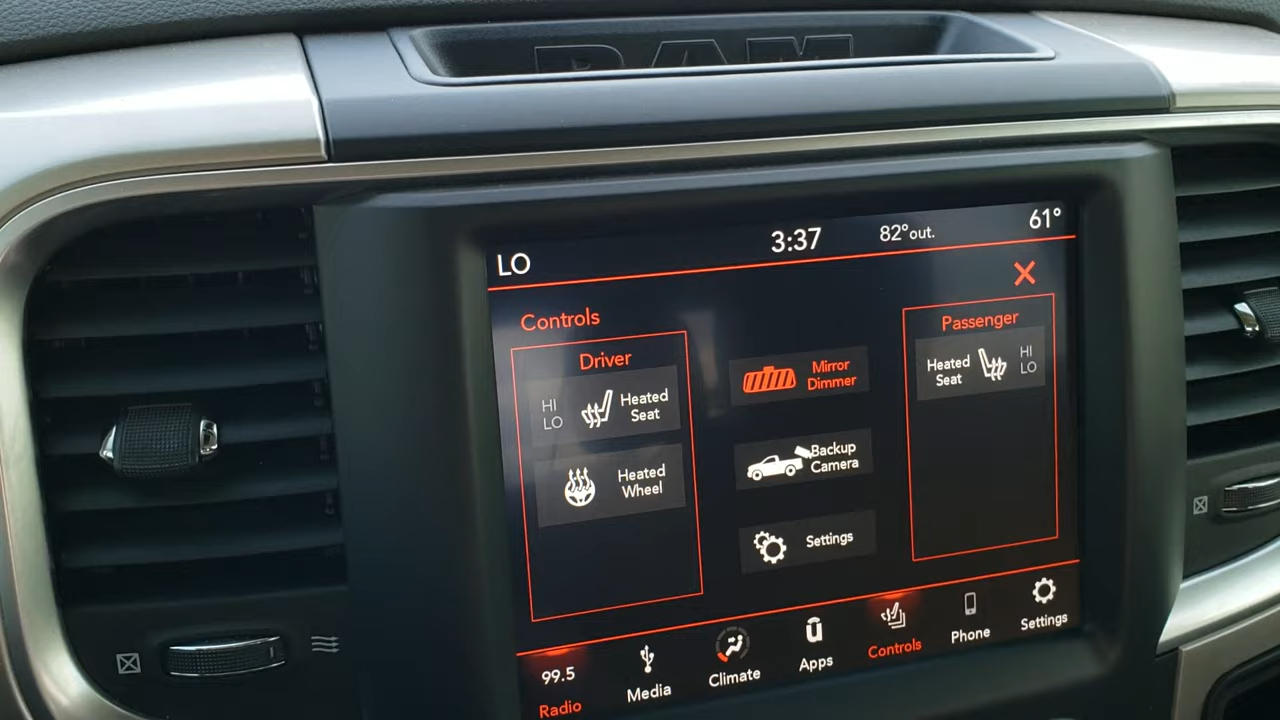 RAM
LO
3:37
82°out.
61°
Controls
Driver
HI
LO
Heated
Seat
Heated
Wheel
Mirror
Dimmer
Backup
Camera
Settings
Passenger
Heated
Seat
HI
LO
99.5
Radio
Media
Climate
Apps
Controls
Phone
Settings